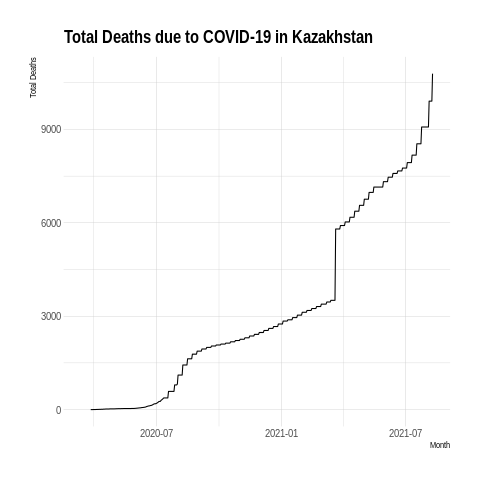 Total Deaths due to COVID-19 in Kazakhstan
Total Deaths
9000
6000
3000
0
2020-07
2021-01
2021-07
Month